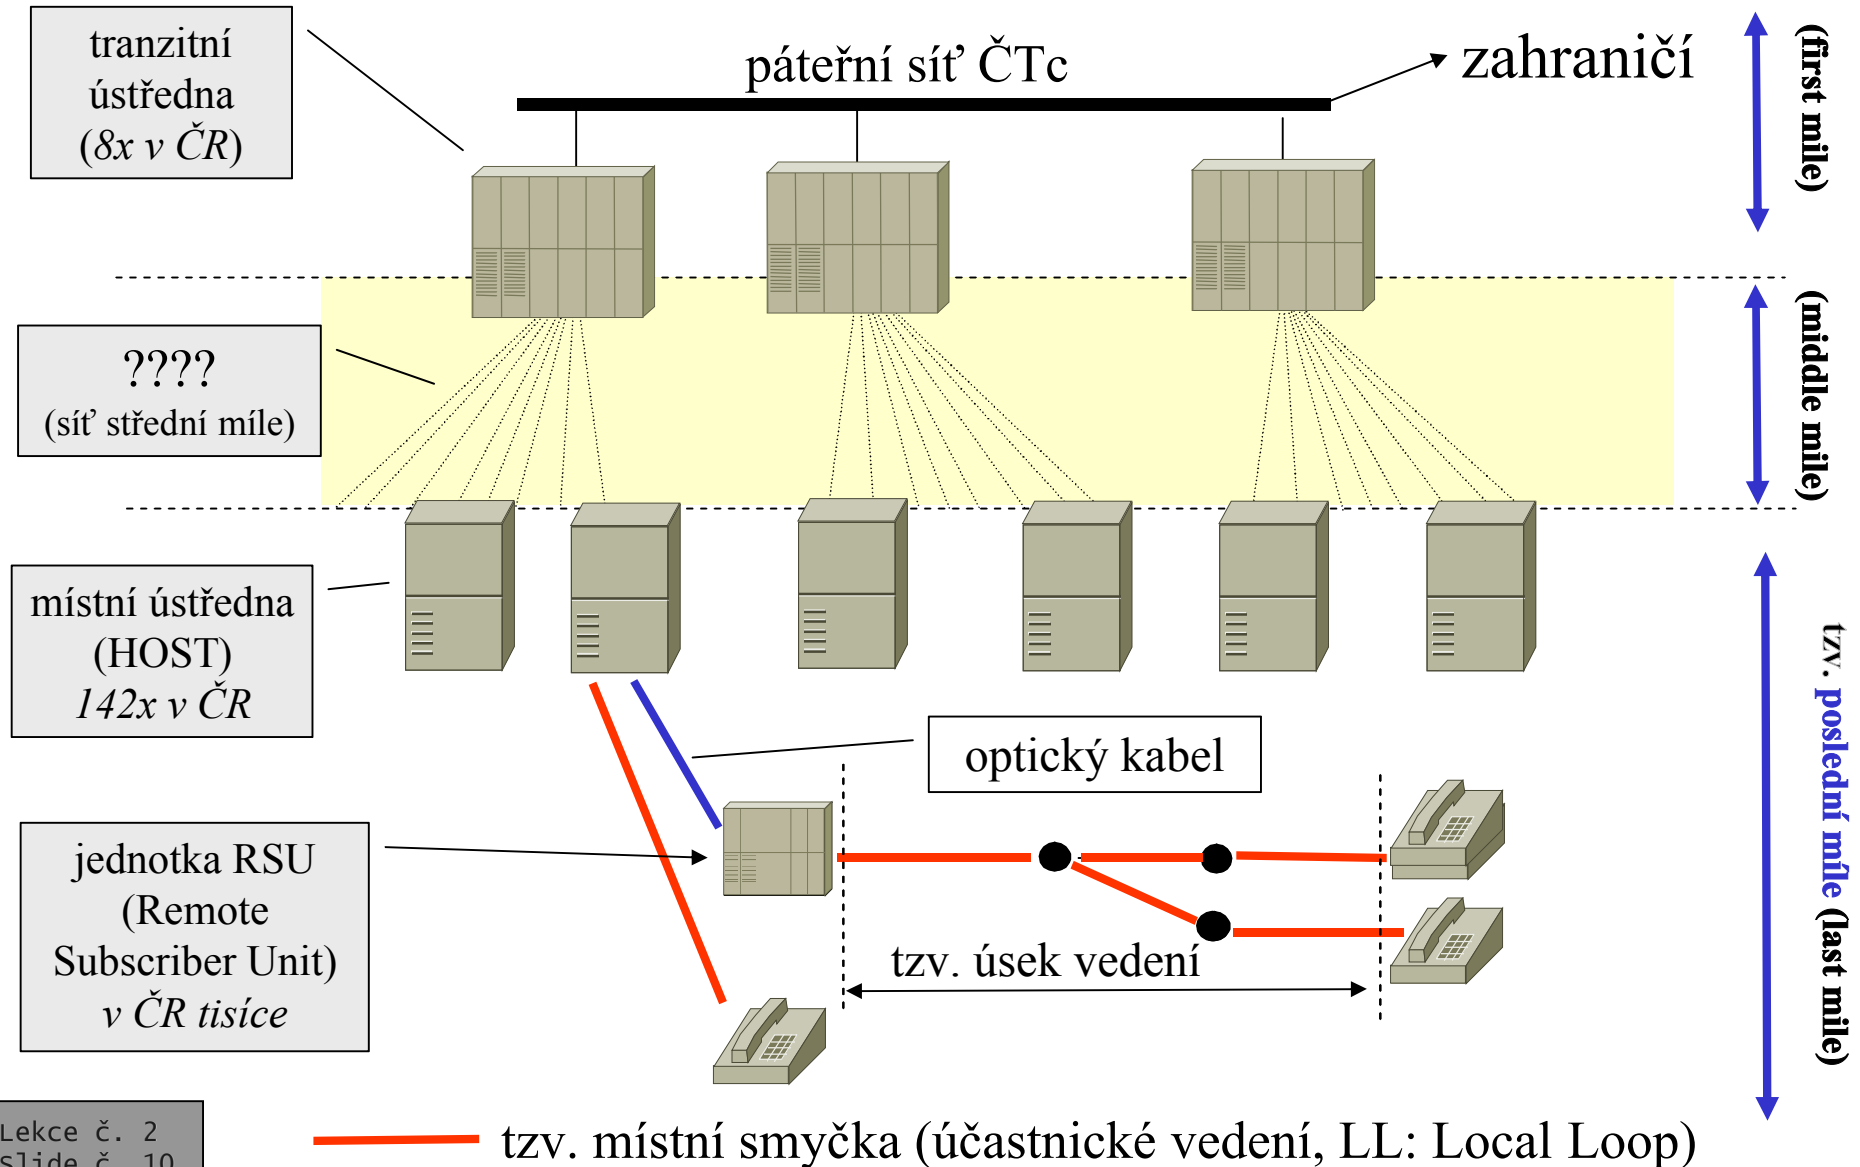 tranzitní
ústředna
(8x v ČR)
páteřní síť ČTc
zahraničí
(first mile)
????
(síť střední míle)
(middle mile)
místní ústředna
(HOST)
142x v ČR
optický kabel
jednotka RSU
(Remote
Subscriber Unit)
v ČR tisíce
tzv. úsek vedení
tzv. poslední míle (last mile)
Lekce č. 2
Slide č. 10
tzv. místní smyčka (účastnické vedení, LL: Local Loop)